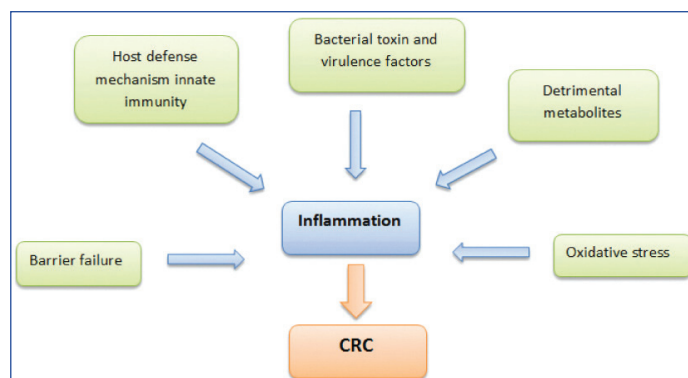 Host defense
mechanism innate
immunity
Bacterial toxin and
virulence factors
Detrimental
metabolites
Inflammation
Barrier failure
Oxidative stress
CRC